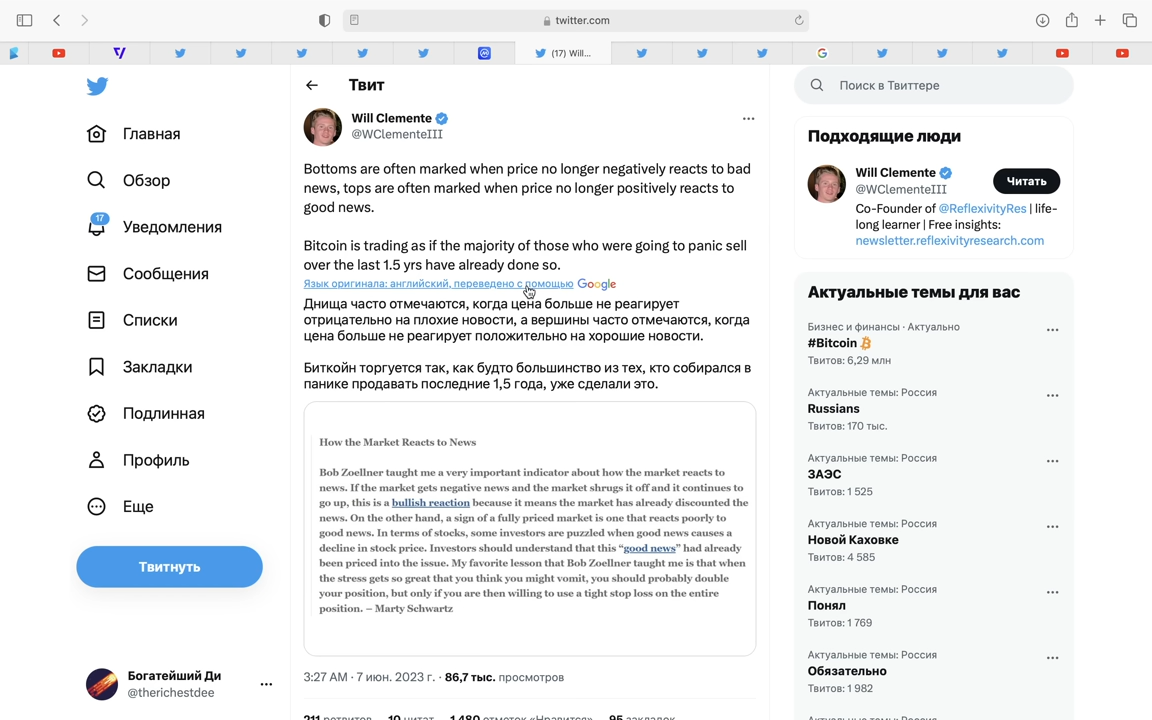 twitter.com
(17) Will...
Главная
Обзор
17
Уведомления
Сообщения
Списки
Закладки
Подлинная
Профиль
Еще
Твитнуть
Богатейший Ди
@therichestdee
Твит
Will Clemente
@WClementeIII
Bottoms are often marked when price no longer negatively reacts to bad
news, tops are often marked when price no longer positively reacts to
good news.
Bitcoin is trading as if the majority of those who were going to panic sell
over the last 1.5 yrs have already done so.
Язык оригинала: английский, переведено с помощью Google
Днища часто отмечаются, когда цена больше не реагирует
отрицательно на плохие новости, а вершины часто отмечаются, когда
цена больше не реагирует положительно на хорошие новости.
Биткойн торгуется так, как будто большинство из тех, кто собирался в
панике продавать последние 1,5 года, уже сделали это.
How the Market Reacts to News
Bob Zoellner taught me a very important indicator about how the market reacts to
news. If the market gets negative news and the market shrugs it off and it continues to
go up, this is a bullish reaction because it means the market has already discounted the
news. On the other hand, a sign of a fully priced market is one that reacts poorly to
good news. In terms of stocks, some investors are puzzled when good news causes a
decline in stock price. Investors should understand that this “good news” had already
been priced into the issue. My favorite lesson that Bob Zoellner taught me is that when
the stress gets so great that you think you might vomit, you should probably double
your position, but only if you are then willing to use a tight stop loss on the entire
position. – Marty Schwartz
3:27 AM · 7 июн. 2023 г. · 86,7 тыс. просмотров
211 ретвитов 10 цитат 1 480 отметок «Нравится» 95 закладок
Поиск в Твиттере
Подходящие люди
Will Clemente
@WClementeIII
Читать
Co-Founder of @ReflexivityRes | life-
long learner | Free insights:
newsletter.reflexivityresearch.com
Актуальные темы для вас
Бизнес и финансы · Актуально
#Bitcoin
Твитов: 6,29 млн
Актуальные темы: Россия
Russians
Твитов: 170 тыс.
Актуальные темы: Россия
ЗАЭС
Твитов: 1 525
Актуальные темы: Россия
Новой Каховке
Твитов: 4 585
Актуальные темы: Россия
Понял
Твитов: 1 769
Актуальные темы: Россия
Обязательно
Твитов: 1 982
Актуальные темы: Россия